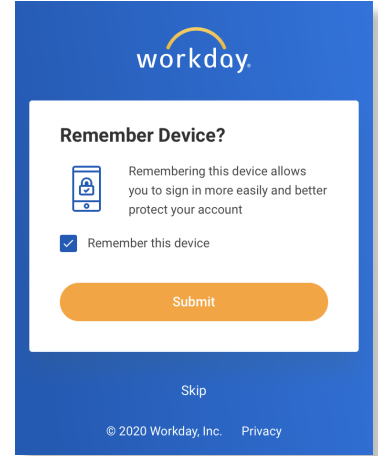 workday.
Remember Device?
Remembering this device allows
you to sign in more easily and better
protect your account
Remember this device
Submit
Skip
© 2020 Workday, Inc. Privacy